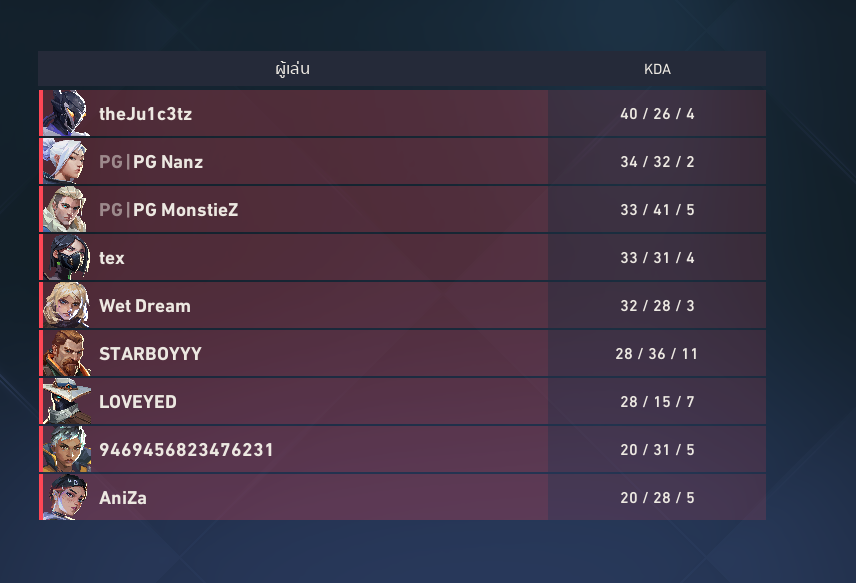 ผู้เล่น KDA
theJu1c3tz 40 / 26 / 4
PG|PG Nanz 34 / 32 / 2
PG|PG MonstieZ 33 / 41 / 5
tex 33 / 31 / 4
Wet Dream 32 / 28 / 3
STARBOYYY 28 / 36 / 11
LOVEYED 28 / 15 / 7
9469456823476231 20 / 31 / 5
AniZa 20 / 28 / 5